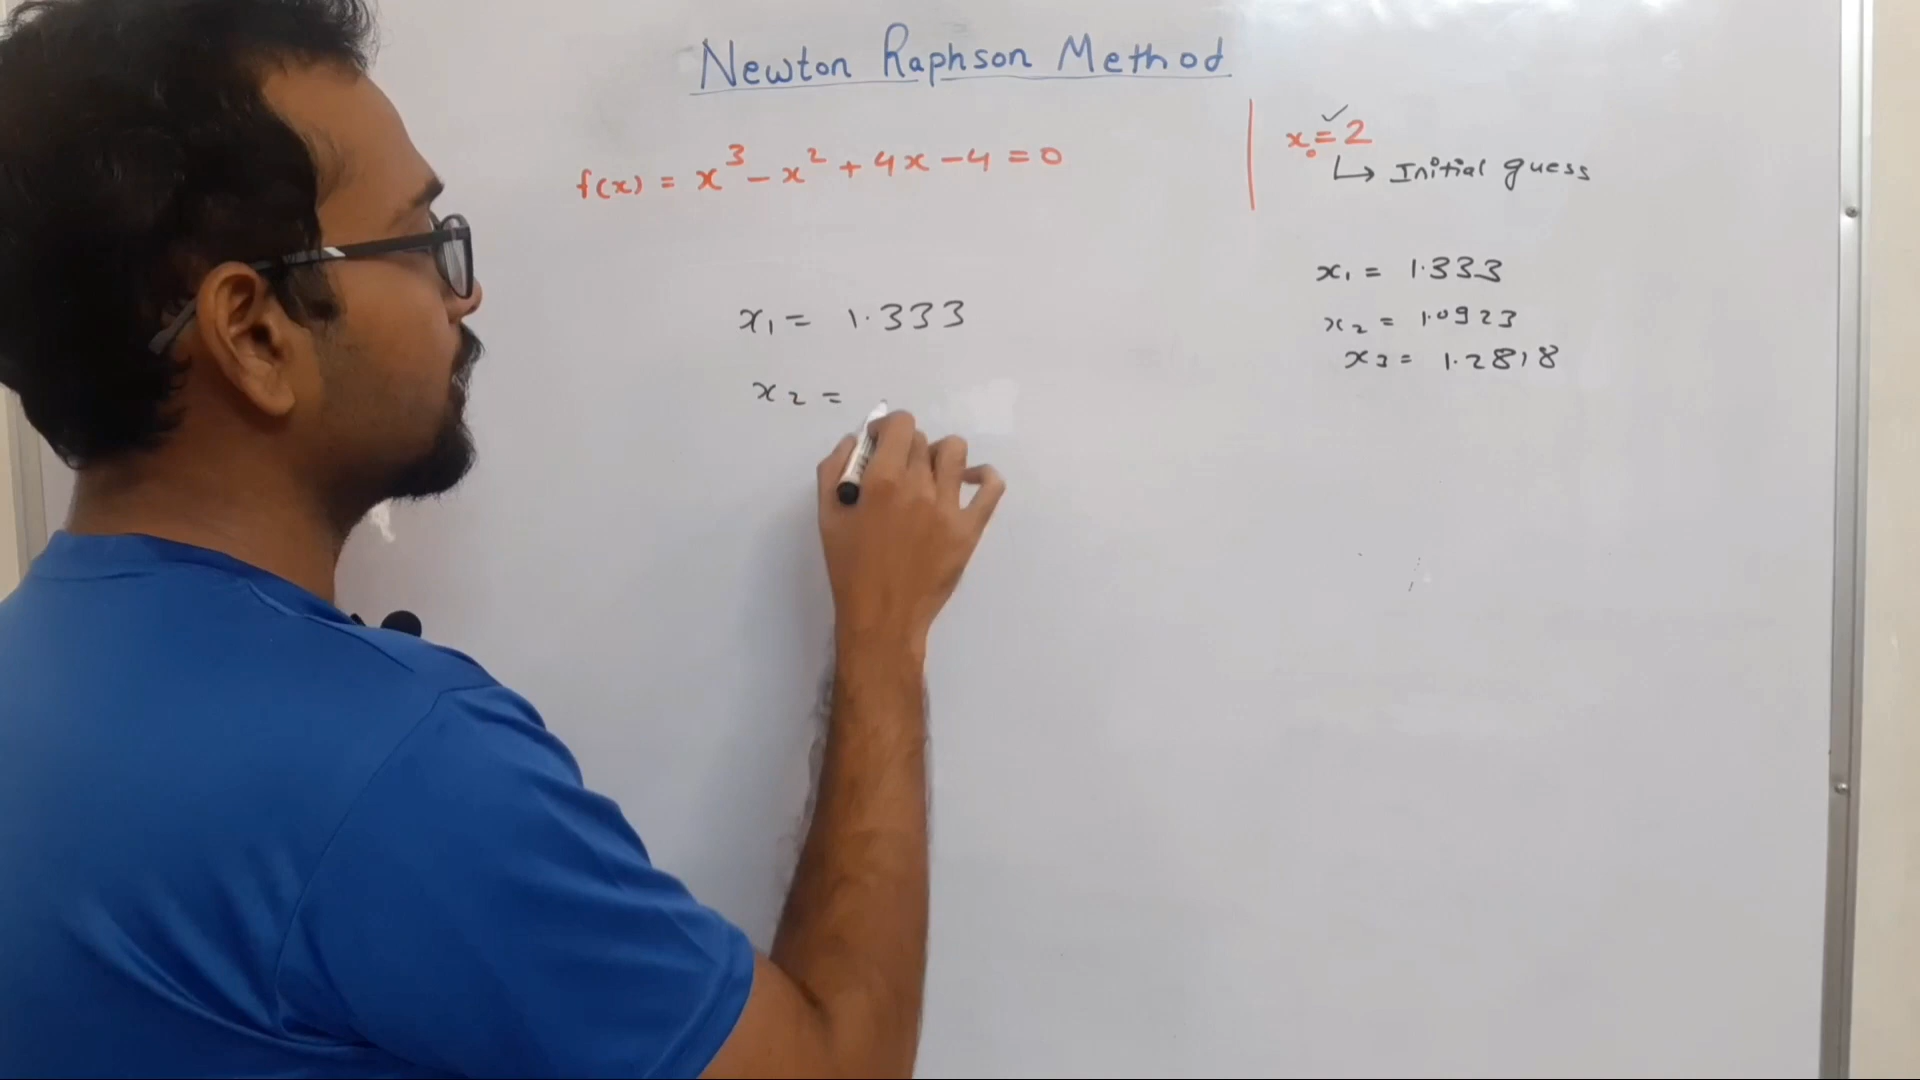 Newton Raphson Method
f(x) = x³ - x² + 4x - 4 = 0
x₀ = 2 ✓
↳ Initial guess
x₁ = 1.333
x₂ =
x₁ = 1.333
x₂ = 1.0923
x₃ = 1.2818